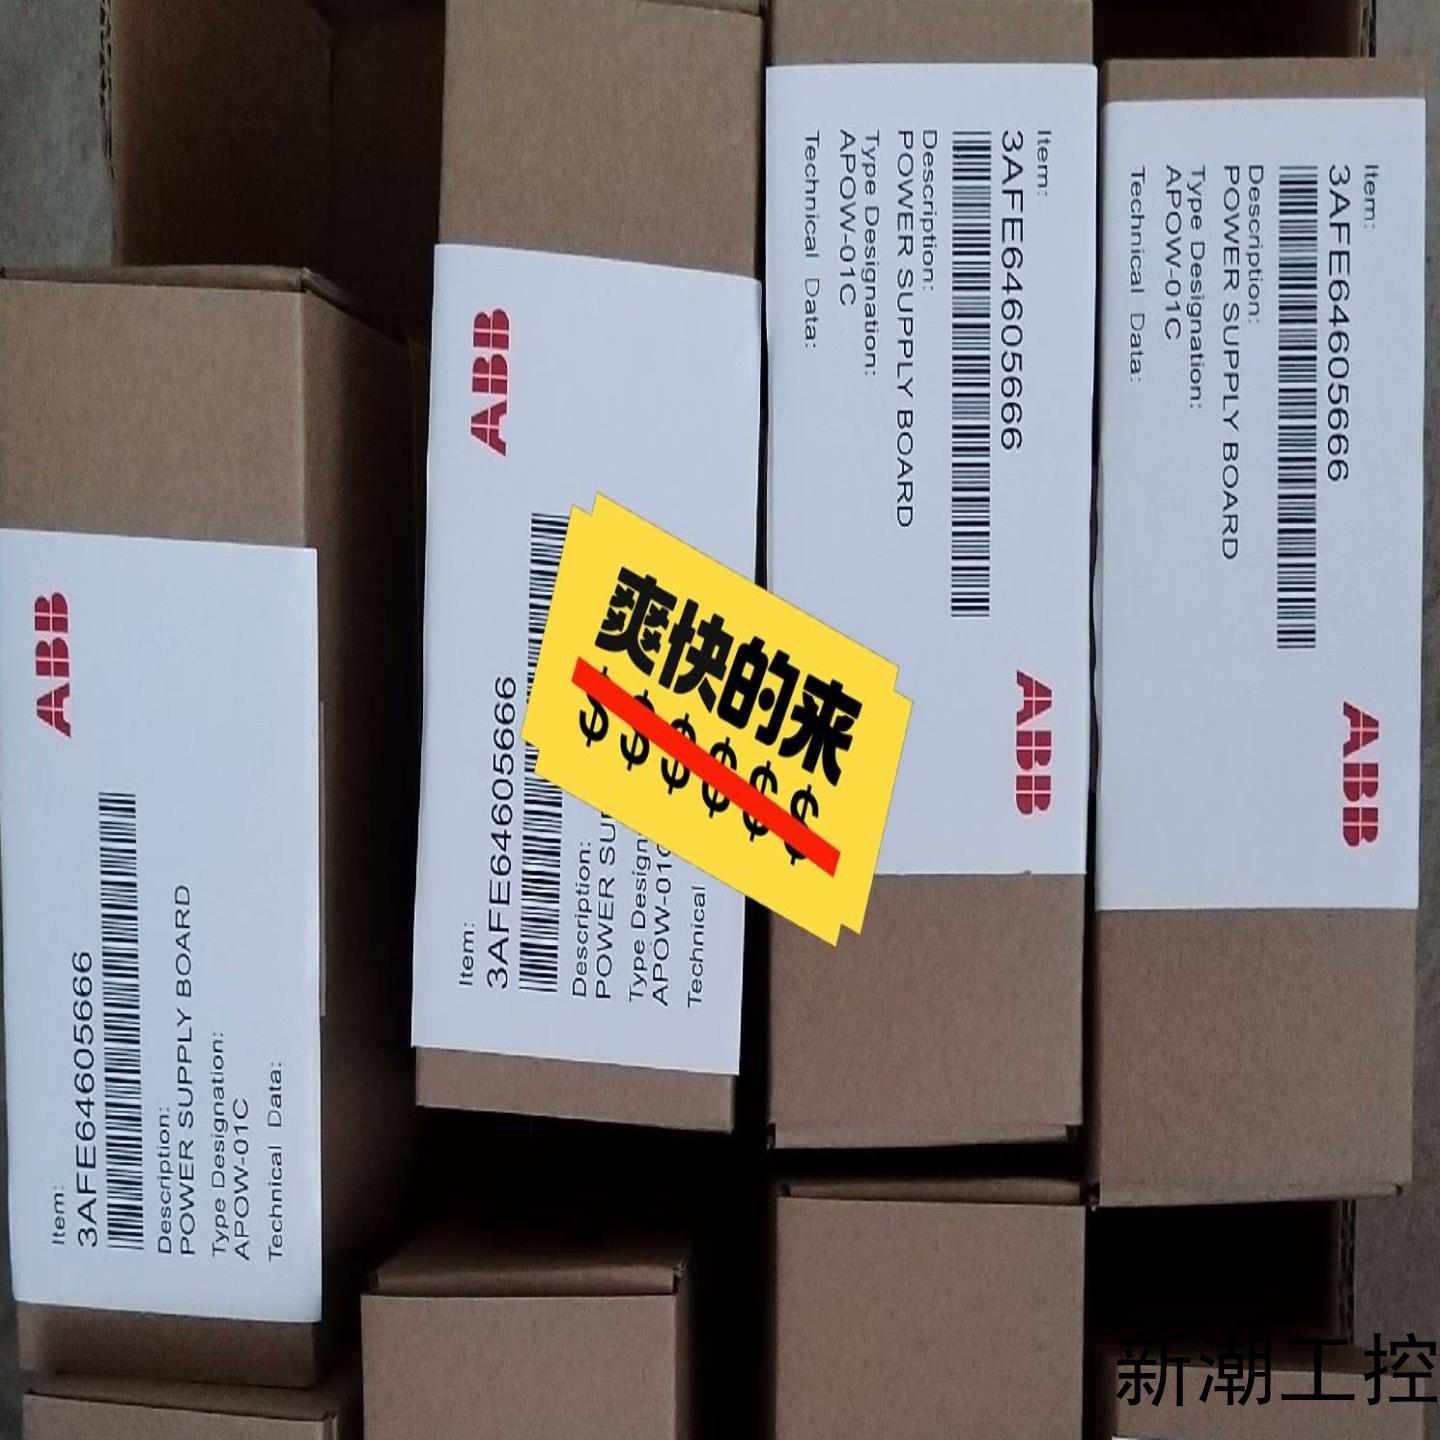 ABB
Item:
3AFE64605666
Description:
POWER SUPPLY BOARD
Type Designation:
APOW-01C
Technical Data:
ABB
Item:
3AFE64605666
Description:
POWER SU
Type Design
APOW-01C
Technical
爽快的来
$$$$$$
Item:
3AFE64605666
Description:
POWER SUPPLY BOARD
Type Designation:
APOW-01C
Technical Data:
ABB
Item:
3AFE64605666
Description:
POWER SUPPLY BOARD
Type Designation:
APOW-01C
Technical Data:
ABB
新潮工控